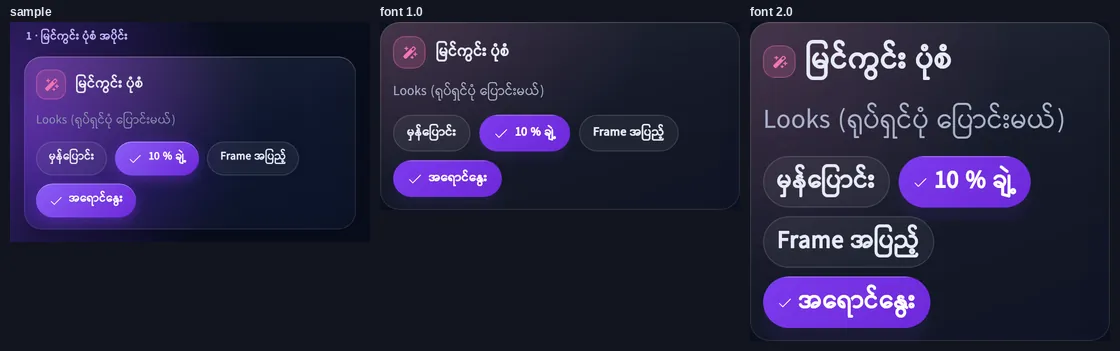 sample
1 · မြင်ကွင်း ပုံစံ အပိုင်း
မြင်ကွင်း ပုံစံ
Looks (ရုပ်ရှင်ပုံ ပြောင်းမယ်)
မှန်ပြောင်း
10 % ချဲ့
Frame အပြည့်
အရောင်နွေး
font 1.0
မြင်ကွင်း ပုံစံ
Looks (ရုပ်ရှင်ပုံ ပြောင်းမယ်)
မှန်ပြောင်း
10 % ချဲ့
Frame အပြည့်
အရောင်နွေး
font 2.0
မြင်ကွင်း ပုံစံ
Looks (ရုပ်ရှင်ပုံ ပြောင်းမယ်)
မှန်ပြောင်း
10 % ချဲ့
Frame အပြည့်
အရောင်နွေး